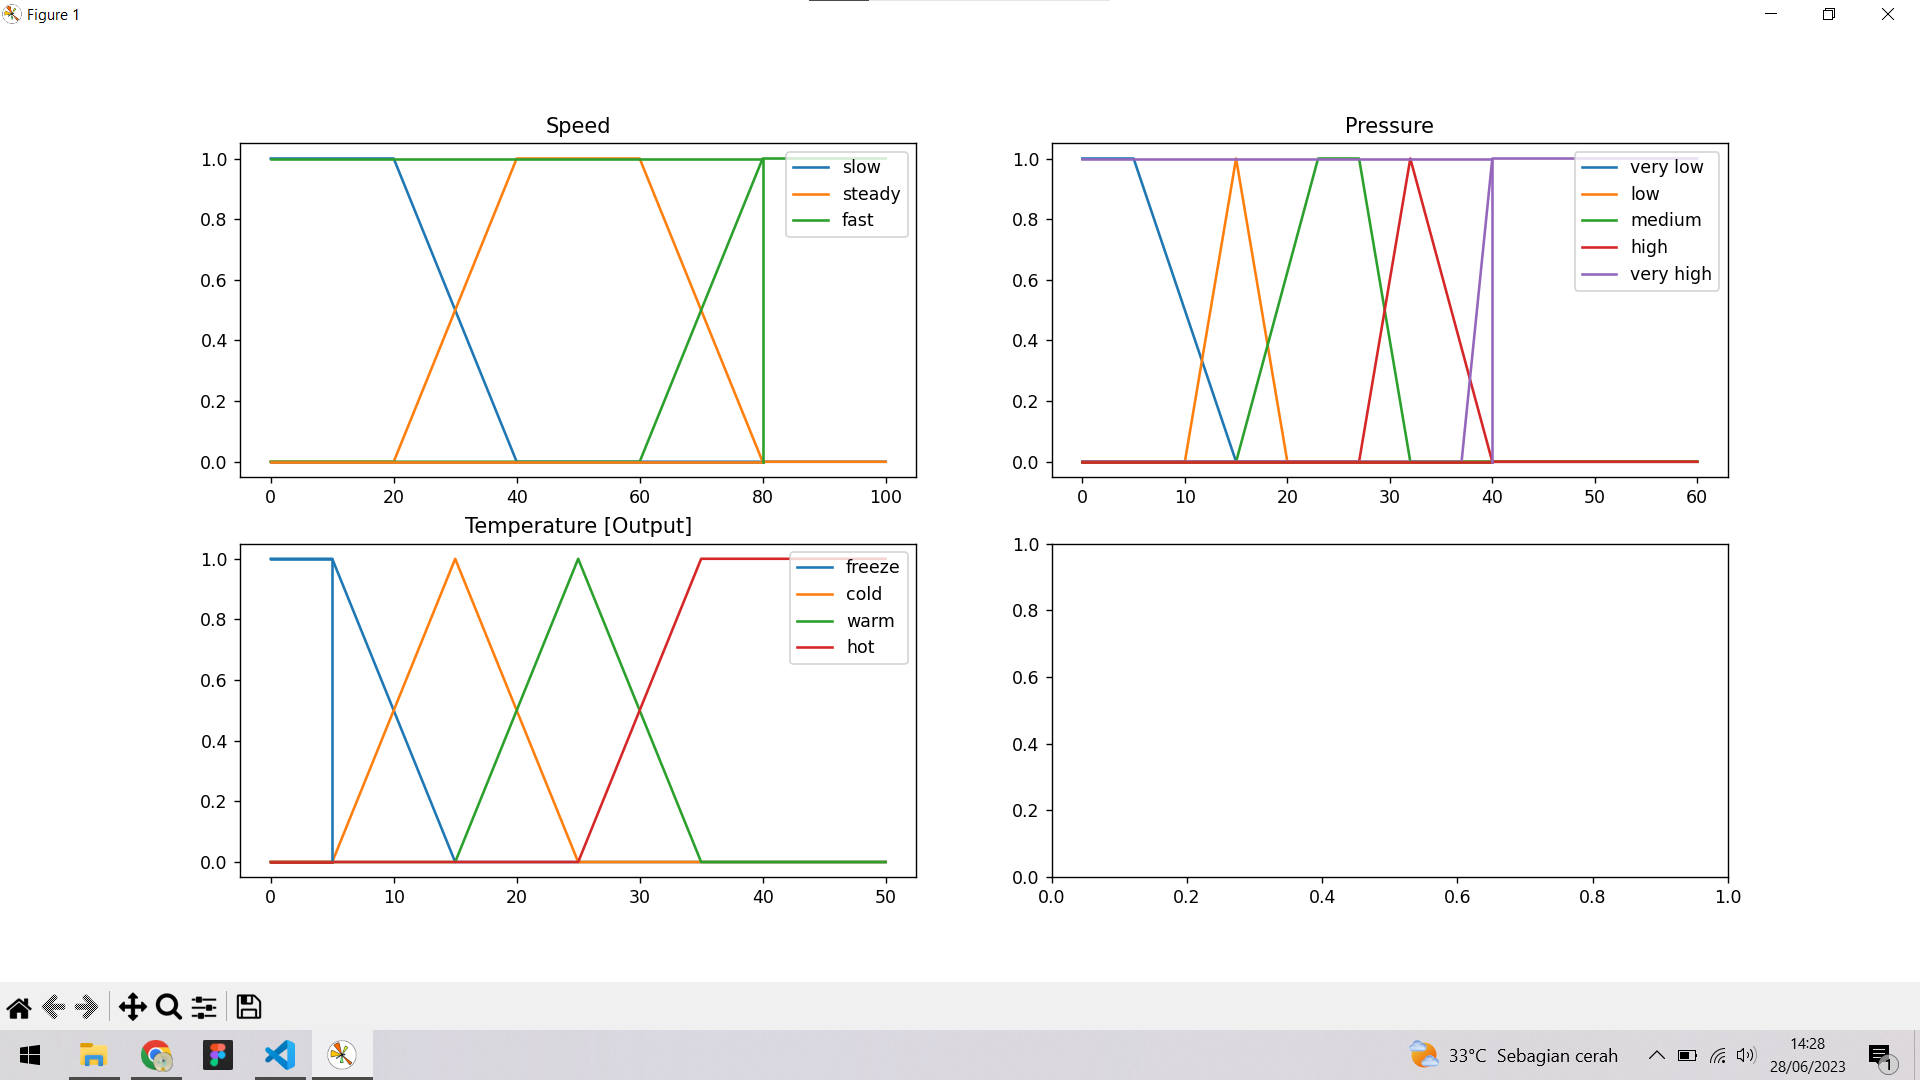 Figure 1
Speed
1.0
0.8
0.6
0.4
0.2
0.0
0 20 40 60 80 100
slow
steady
fast
Pressure
1.0
0.8
0.6
0.4
0.2
0.0
0 10 20 30 40 50 60
very low
low
medium
high
very high
Temperature [Output]
1.0
0.8
0.6
0.4
0.2
0.0
0 10 20 30 40 50
freeze
cold
warm
hot
1.0
0.8
0.6
0.4
0.2
0.0
0.0 0.2 0.4 0.6 0.8 1.0
33°C Sebagian cerah
14:28
28/06/2023
1